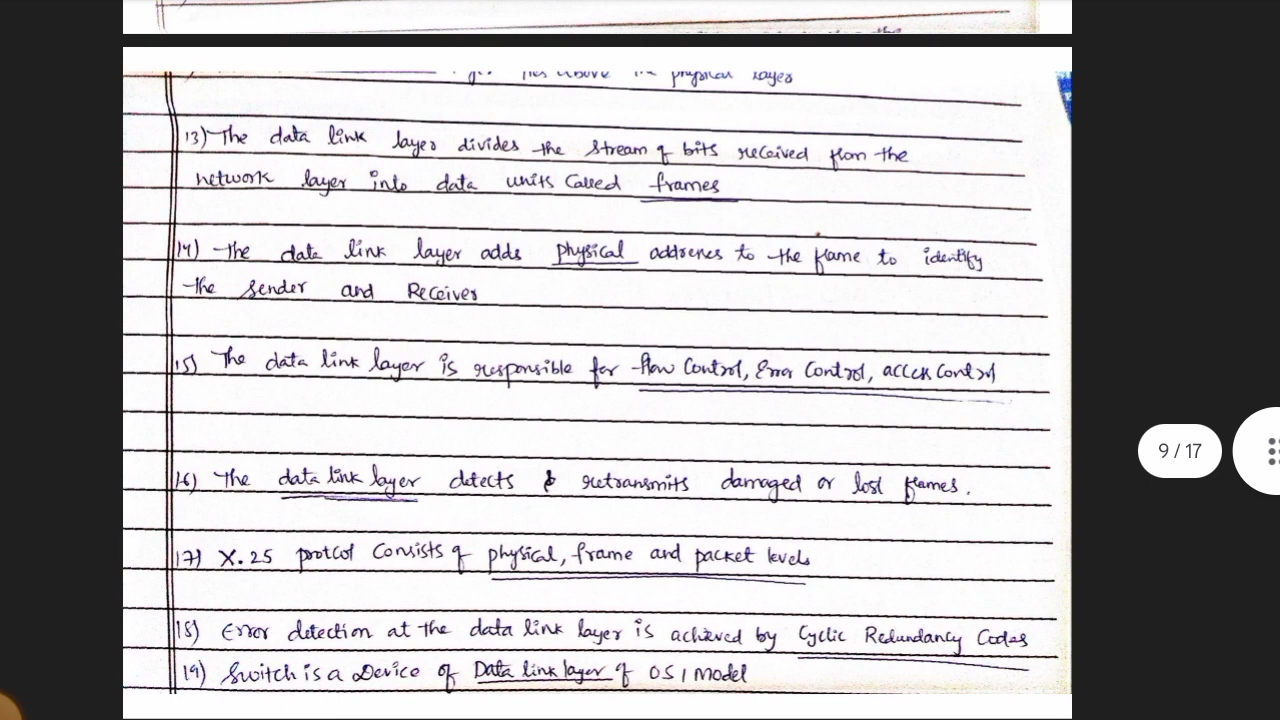 above the physical layer
13) The data link layer divides the stream of bits received from the
network layer into data units called frames
14) The data link layer adds physical addresses to the frame to identify
the sender and Receiver
15) The data link layer is responsible for flow control, Error Control, access control
16) The data link layer detects & retransmits damaged or lost frames.
17) X.25 protcol Consists of physical, frame and packet levels
18) Error detection at the data link layer is achieved by Cyclic Redundancy Codes
19) Switch is a Device of Data link layer of OSI Model
9 / 17